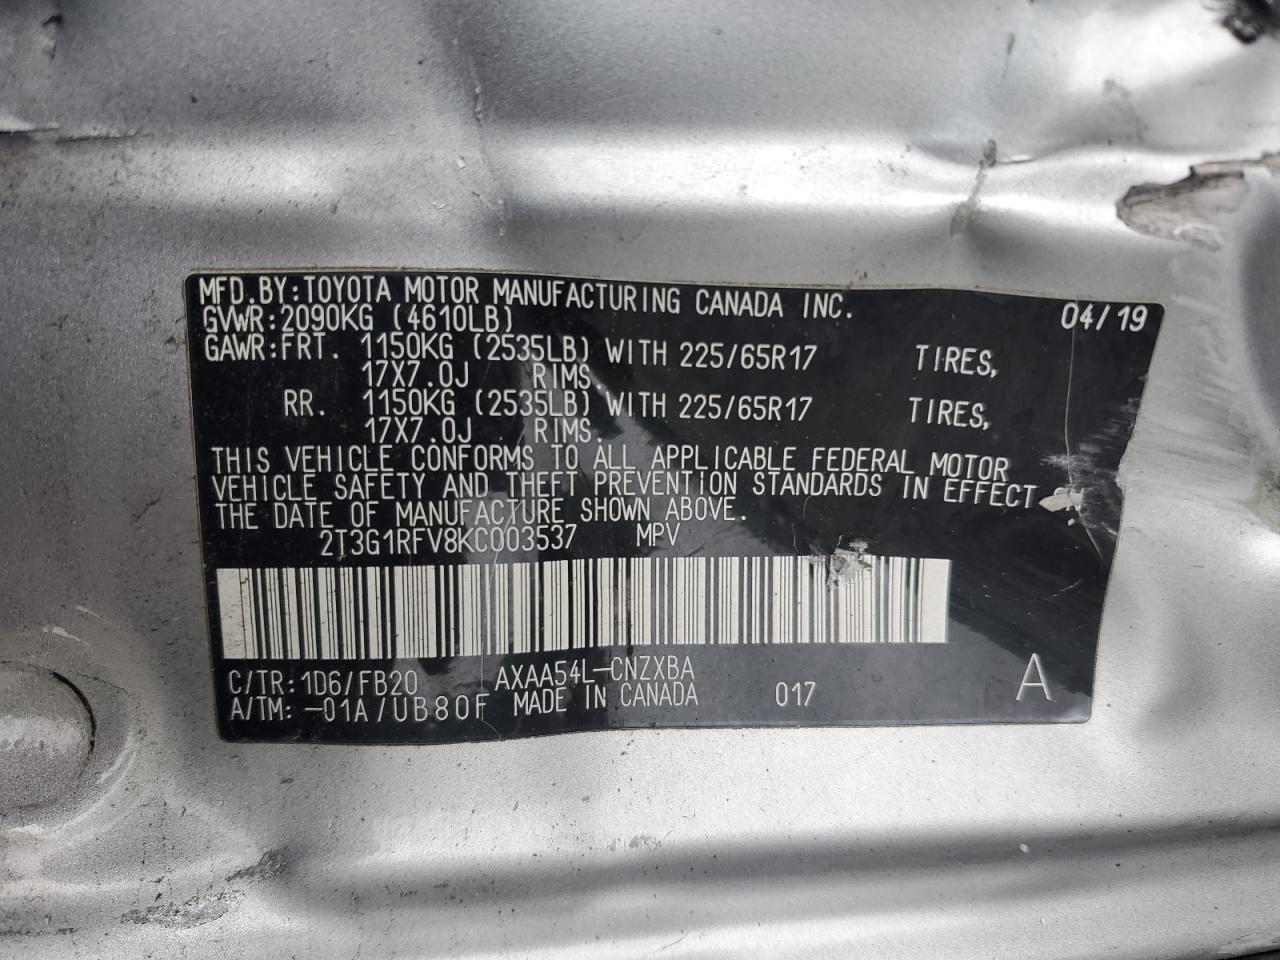 MFD.BY:TOYOTA MOTOR MANUFACTURING CANADA INC. 04/19
GVWR:2090KG (4610LB)
GAWR:FRT. 1150KG (2535LB) WITH 225/65R17 TIRES,
17X7.0J RIMS.
RR. 1150KG (2535LB) WITH 225/65R17 TIRES,
17X7.0J RIMS.
THIS VEHICLE CONFORMS TO ALL APPLICABLE FEDERAL MOTOR
VEHICLE SAFETY AND THEFT PREVENTION STANDARDS IN EFFECT
THE DATE OF MANUFACTURE SHOWN ABOVE.
2T3G1RFV8KC003537 MPV
C/TR:1D6/FB20 AXAA54L-CNZXBA
A/TM:-01A/UB80F MADE IN CANADA 017 A